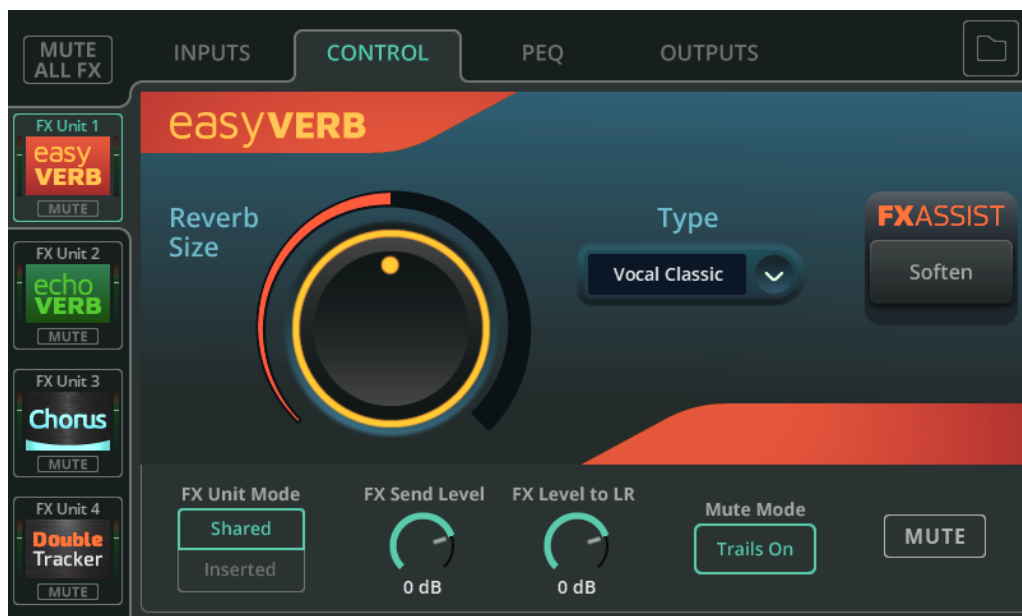 MUTE
ALL FX
INPUTS
CONTROL
PEQ
OUTPUTS
FX Unit 1
easy
VERB
MUTE
FX Unit 2
echo
VERB
MUTE
FX Unit 3
Chorus
MUTE
FX Unit 4
Double
Tracker
MUTE
easyVERB
Reverb
Size
Type
Vocal Classic
FXASSIST
Soften
FX Unit Mode
Shared
Inserted
FX Send Level
0 dB
FX Level to LR
0 dB
Mute Mode
Trails On
MUTE